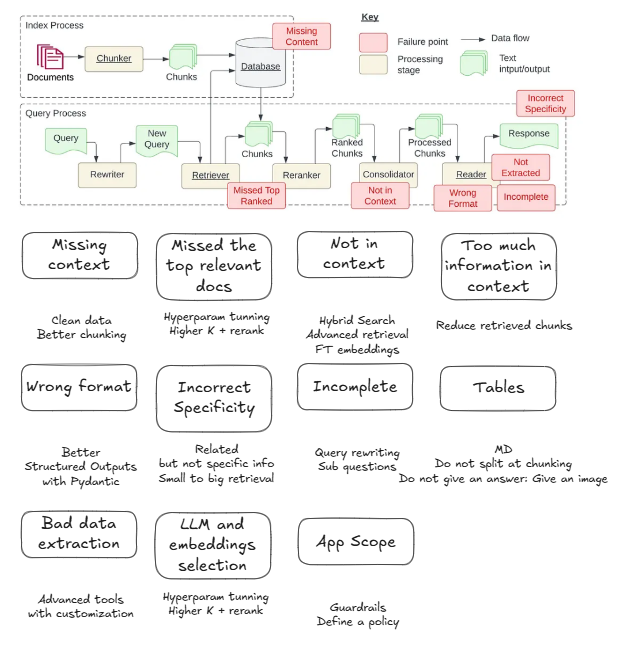 Index Process
Missing
Content
Chunker
Documents
Chunks
Database
Key
Failure point
Data flow
Processing
stage
Text
intput/output
Query Process
Incorrect
Specificity
Query
New
Query
Chunks
Ranked
Chunks
Processed
Chunks
Response
Rewriter
Retriever
Reranker
Consolidator
Reader
Not
Extracted
Missed Top
Ranked
Not in
Context
Wrong
Format
Incomplete
Missing
context
Clean data
Better chunking
Missed the
top relevant
docs
Hyperparam tunning
Higher K + rerank
Not in
context
Hybrid Search
Advanced retrieval
FT embeddings
Too much
information in
context
Reduce retrieved chunks
Wrong format
Better
Structured Outputs
with Pydantic
Incorrect
Specificity
Related
but not specific info
Small to big retrieval
Incomplete
Query rewriting
Sub questions
Tables
MD
Do not split at chunking
Do not give an answer: Give an image
Bad data
extraction
Advanced tools
with customization
LLM and
embeddings
selection
Hyperparam tunning
Higher K + rerank
App Scope
Guardrails
Define a policy